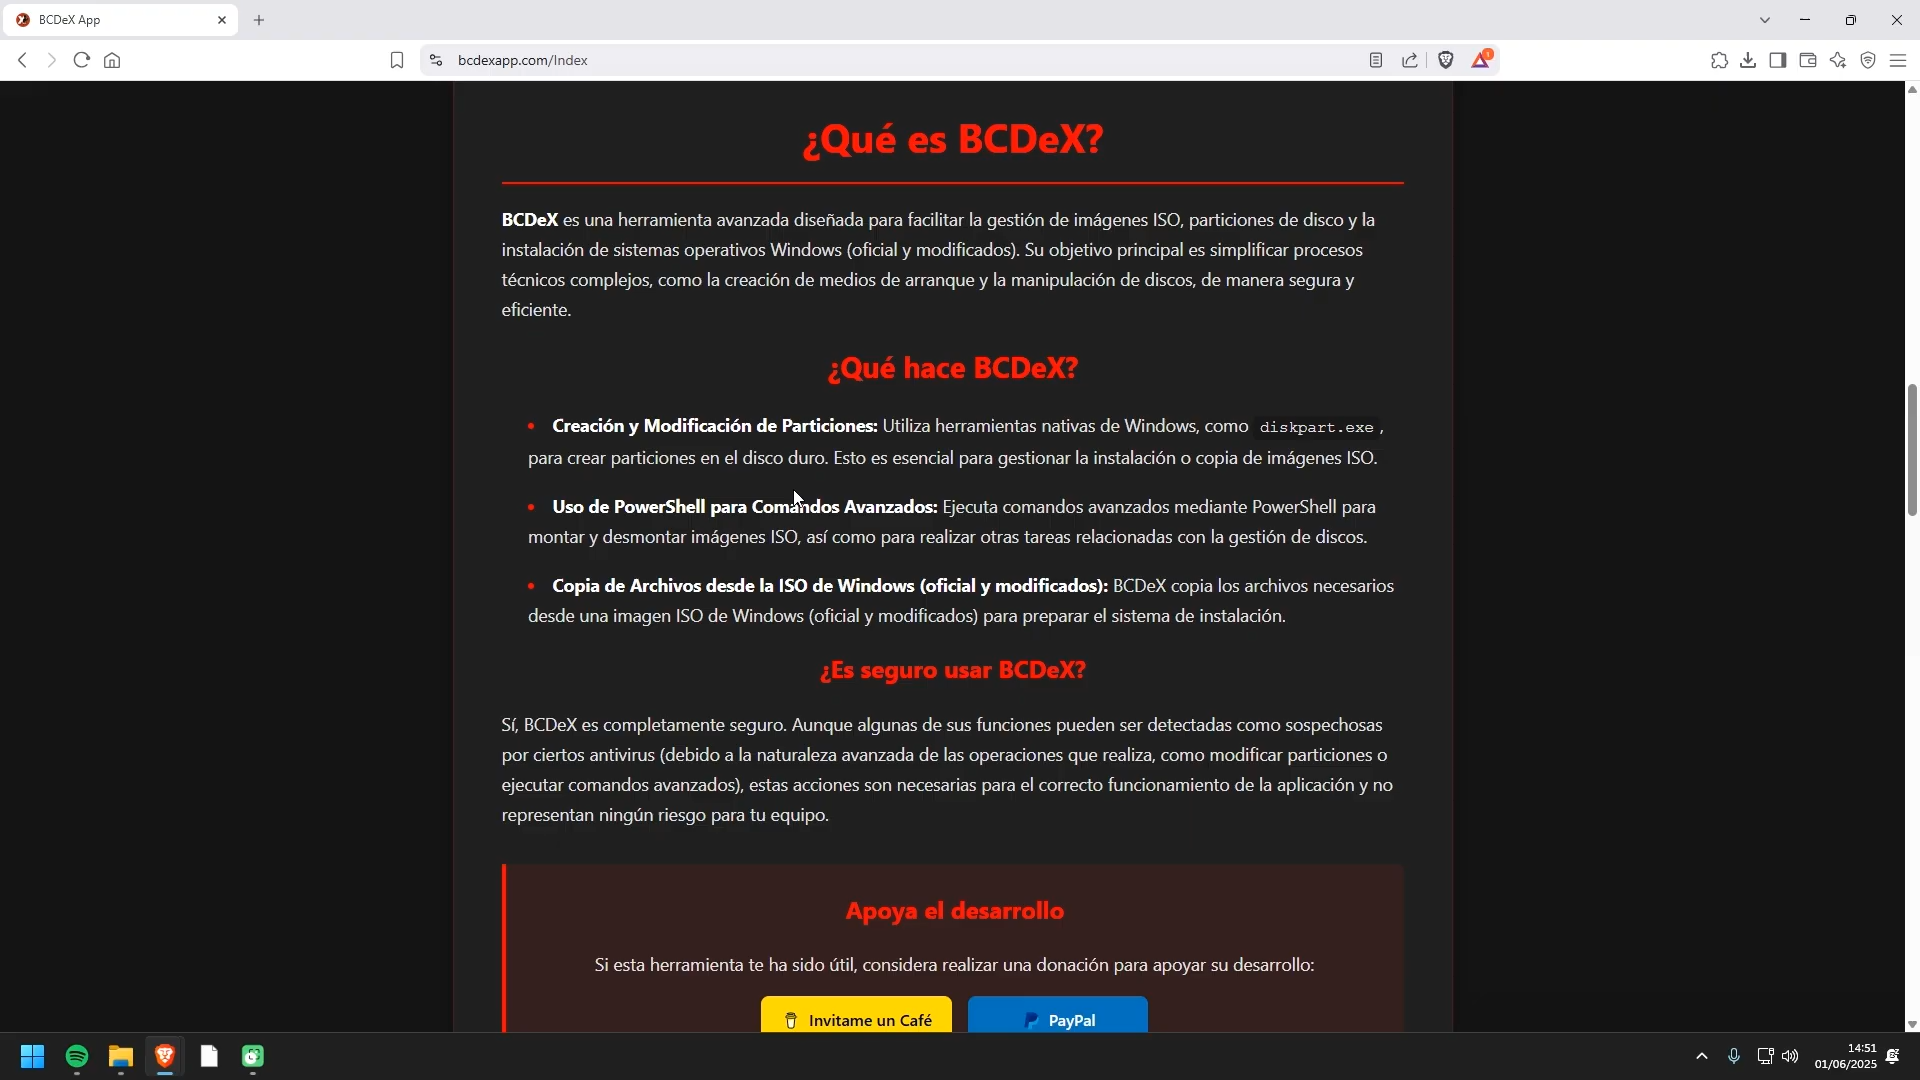 BCDeX App
bcdexapp.com/Index
1
¿Qué es BCDeX?
BCDeX es una herramienta avanzada diseñada para facilitar la gestión de imágenes ISO, particiones de disco y la
instalación de sistemas operativos Windows (oficial y modificados). Su objetivo principal es simplificar procesos
técnicos complejos, como la creación de medios de arranque y la manipulación de discos, de manera segura y
eficiente.
¿Qué hace BCDeX?
• Creación y Modificación de Particiones: Utiliza herramientas nativas de Windows, como diskpart.exe,
para crear particiones en el disco duro. Esto es esencial para gestionar la instalación o copia de imágenes ISO.
• Uso de PowerShell para Comandos Avanzados: Ejecuta comandos avanzados mediante PowerShell para
montar y desmontar imágenes ISO, así como para realizar otras tareas relacionadas con la gestión de discos.
• Copia de Archivos desde la ISO de Windows (oficial y modificados): BCDeX copia los archivos necesarios
desde una imagen ISO de Windows (oficial y modificados) para preparar el sistema de instalación.
¿Es seguro usar BCDeX?
Sí, BCDeX es completamente seguro. Aunque algunas de sus funciones pueden ser detectadas como sospechosas
por ciertos antivirus (debido a la naturaleza avanzada de las operaciones que realiza, como modificar particiones o
ejecutar comandos avanzados), estas acciones son necesarias para el correcto funcionamiento de la aplicación y no
representan ningún riesgo para tu equipo.
Apoya el desarrollo
Si esta herramienta te ha sido útil, considera realizar una donación para apoyar su desarrollo:
Invitame un Café
PayPal
14:51
01/06/2025